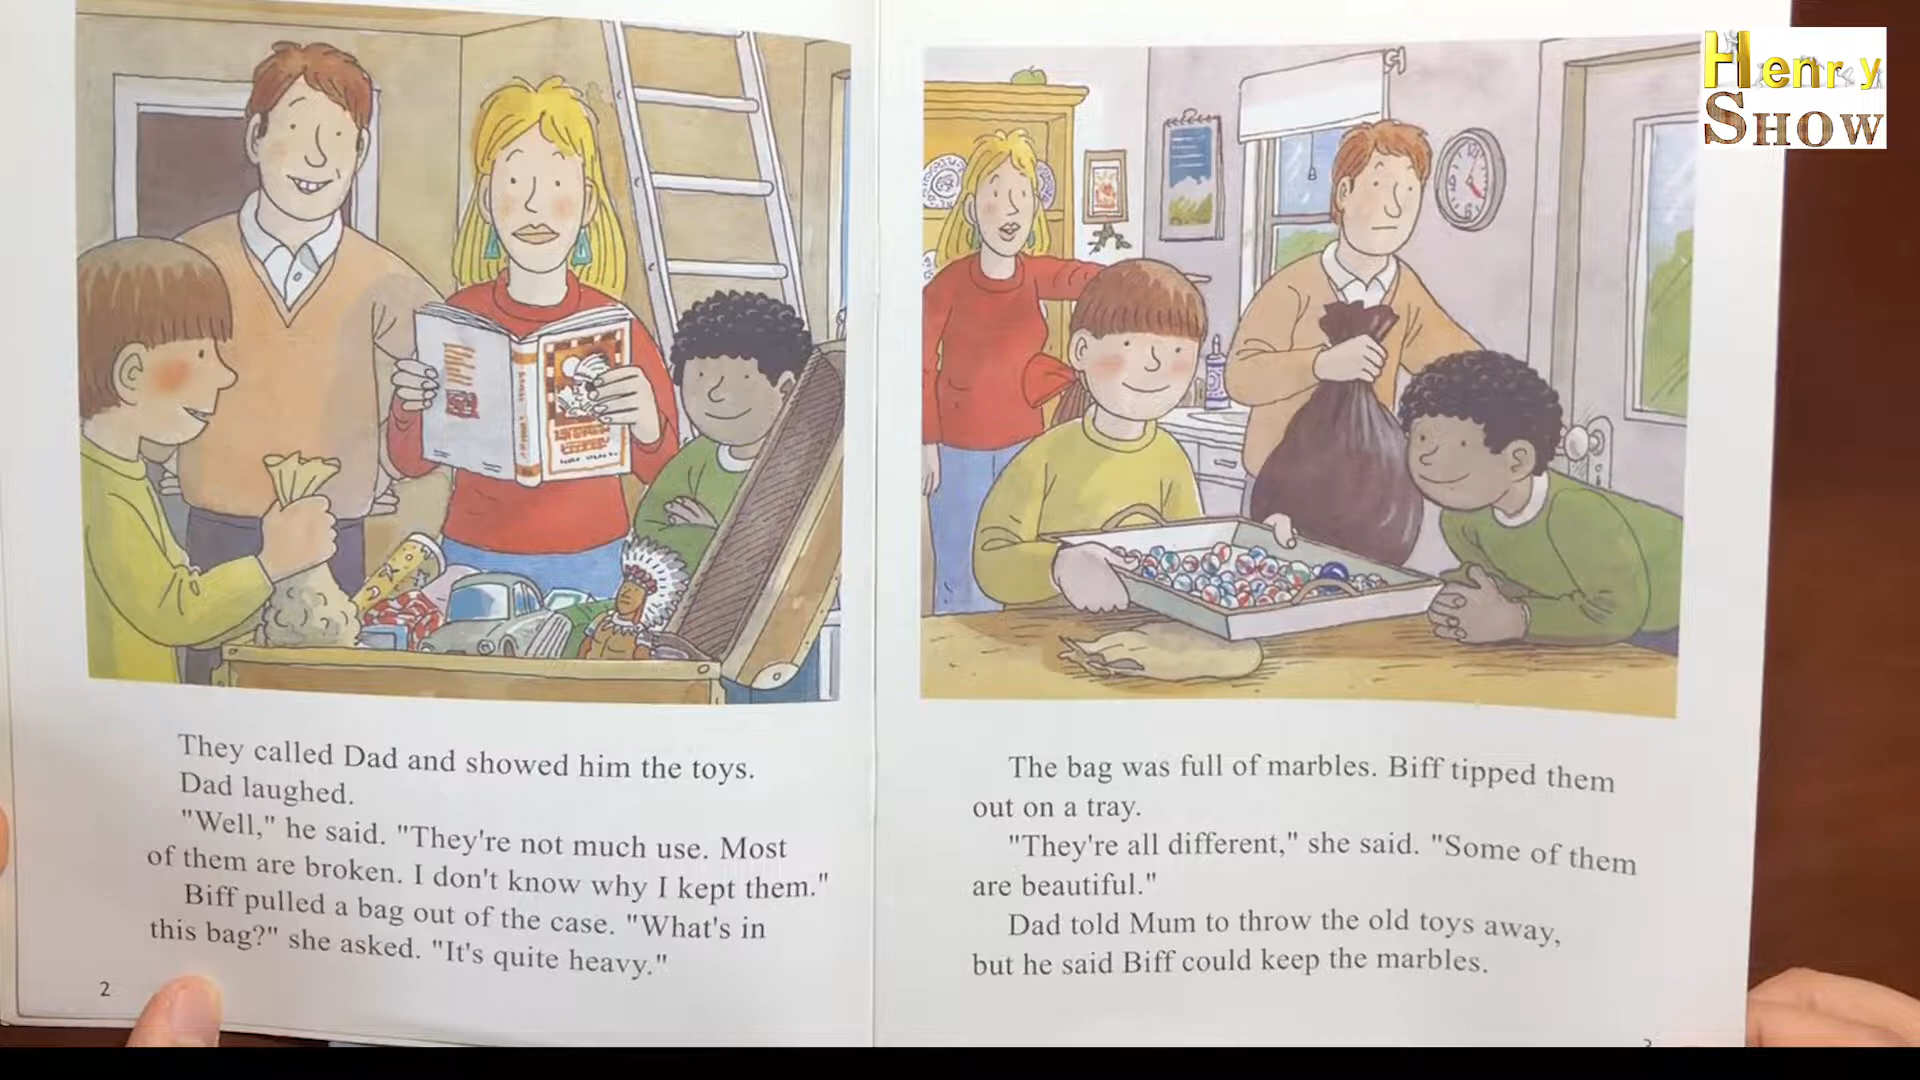 They called Dad and showed him the toys.
Dad laughed.
"Well," he said. "They're not much use. Most
of them are broken. I don't know why I kept them."
Biff pulled a bag out of the case. "What's in
this bag?" she asked. "It's quite heavy."
2
The bag was full of marbles. Biff tipped them
out on a tray.
"They're all different," she said. "Some of them
are beautiful."
Dad told Mum to throw the old toys away,
but he said Biff could keep the marbles.
3
Henry
SHOW